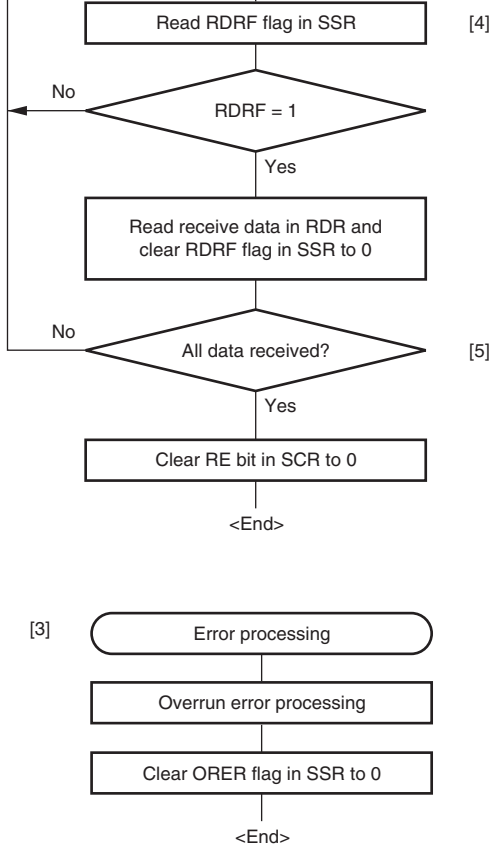 Read RDRF flag in SSR
[4]
No
RDRF = 1
Yes
Read receive data in RDR and
clear RDRF flag in SSR to 0
No
All data received?
[5]
Yes
Clear RE bit in SCR to 0
<End>
[3]
Error processing
Overrun error processing
Clear ORER flag in SSR to 0
<End>